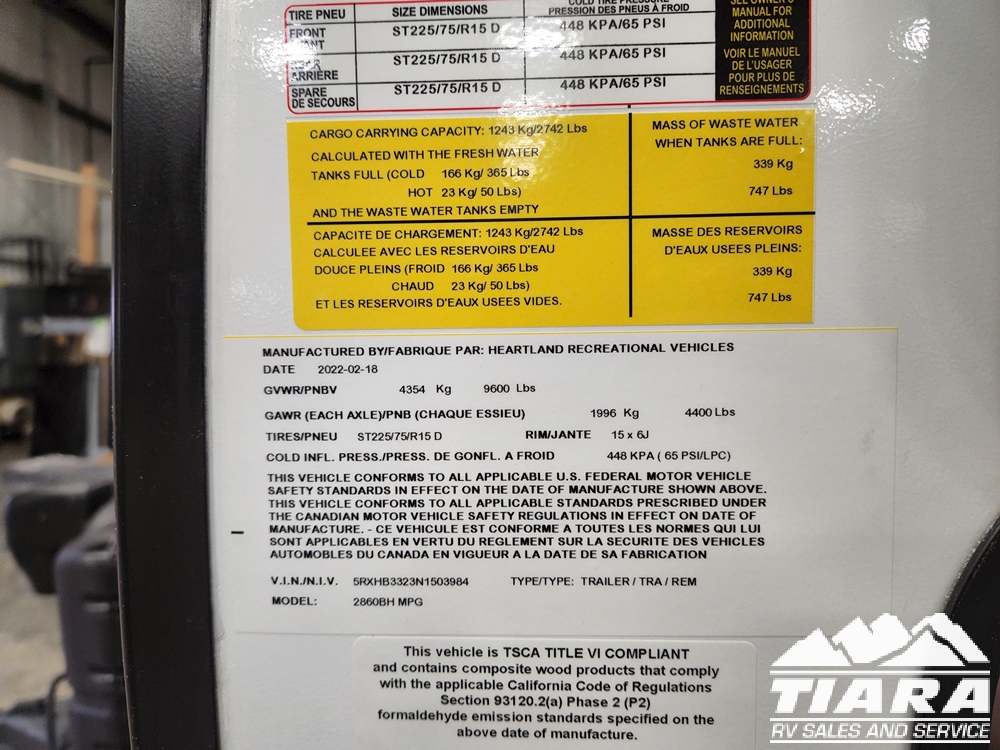 TIRE PNEU SIZE DIMENSIONS COLD TIRE PRESSURE
PRESSION DES PNEUS A FROID
FRONT ST225/75/R15 D 448 KPA/65 PSI
ST225/75/R15 D 448 KPA/65 PSI
ARRIÈRE
SPARE ST225/75/R15 D 448 KPA/65 PSI
DE SECOURS
SEE OWNER'S
MANUAL FOR
ADDITIONAL
INFORMATION
VOIR LE MANUEL
DE L'USAGER
POUR PLUS DE
RENSEIGNEMENTS
CARGO CARRYING CAPACITY: 1243 Kg/2742 Lbs
CALCULATED WITH THE FRESH WATER
TANKS FULL (COLD 166 Kg/ 365 Lbs
HOT 23 Kg/ 50 Lbs)
AND THE WASTE WATER TANKS EMPTY
MASS OF WASTE WATER
WHEN TANKS ARE FULL:
339 Kg
747 Lbs
CAPACITE DE CHARGEMENT: 1243 Kg/2742 Lbs
CALCULEE AVEC LES RESERVOIRS D'EAU
DOUCE PLEINS (FROID 166 Kg/ 365 Lbs
CHAUD 23 Kg/ 50 Lbs)
ET LES RESERVOIRS D'EAUX USEES VIDES.
MASSE DES RESERVOIRS
D'EAUX USEES PLEINS:
339 Kg
747 Lbs
MANUFACTURED BY/FABRIQUE PAR: HEARTLAND RECREATIONAL VEHICLES
DATE 2022-02-18
GVWR/PNBV 4354 Kg 9600 Lbs
GAWR (EACH AXLE)/PNB (CHAQUE ESSIEU) 1996 Kg 4400 Lbs
TIRES/PNEU ST225/75/R15 D RIM/JANTE 15 x 6J
COLD INFL. PRESS./PRESS. DE GONFL. A FROID 448 KPA ( 65 PSI/LPC)
THIS VEHICLE CONFORMS TO ALL APPLICABLE U.S. FEDERAL MOTOR VEHICLE
SAFETY STANDARDS IN EFFECT ON THE DATE OF MANUFACTURE SHOWN ABOVE.
THIS VEHICLE CONFORMS TO ALL APPLICABLE STANDARDS PRESCRIBED UNDER
THE CANADIAN MOTOR VEHICLE SAFETY REGULATIONS IN EFFECT ON DATE OF
MANUFACTURE. - CE VEHICULE EST CONFORME A TOUTES LES NORMES QUI LUI
SONT APPLICABLES EN VERTU DU REGLEMENT SUR LA SECURITE DES VEHICLES
AUTOMOBILES DU CANADA EN VIGUEUR A LA DATE DE SA FABRICATION
V.I.N./N.I.V. 5RXHB3323N1503984 TYPE/TYPE: TRAILER / TRA / REM
MODEL: 2860BH MPG
This vehicle is TSCA TITLE VI COMPLIANT
and contains composite wood products that comply
with the applicable California Code of Regulations
Section 93120.2(a) Phase 2 (P2)
formaldehyde emission standards specified on the
above date of manufacture.
TIARA
RV SALES AND SERVICE